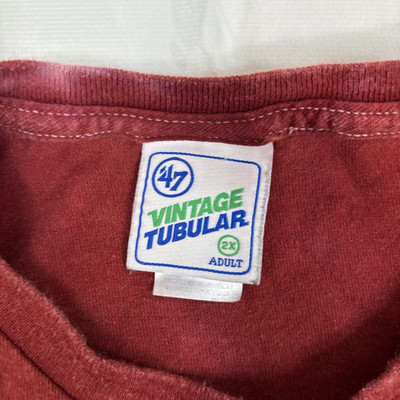 '47
VINTAGE
TUBULAR
2X
ADULT